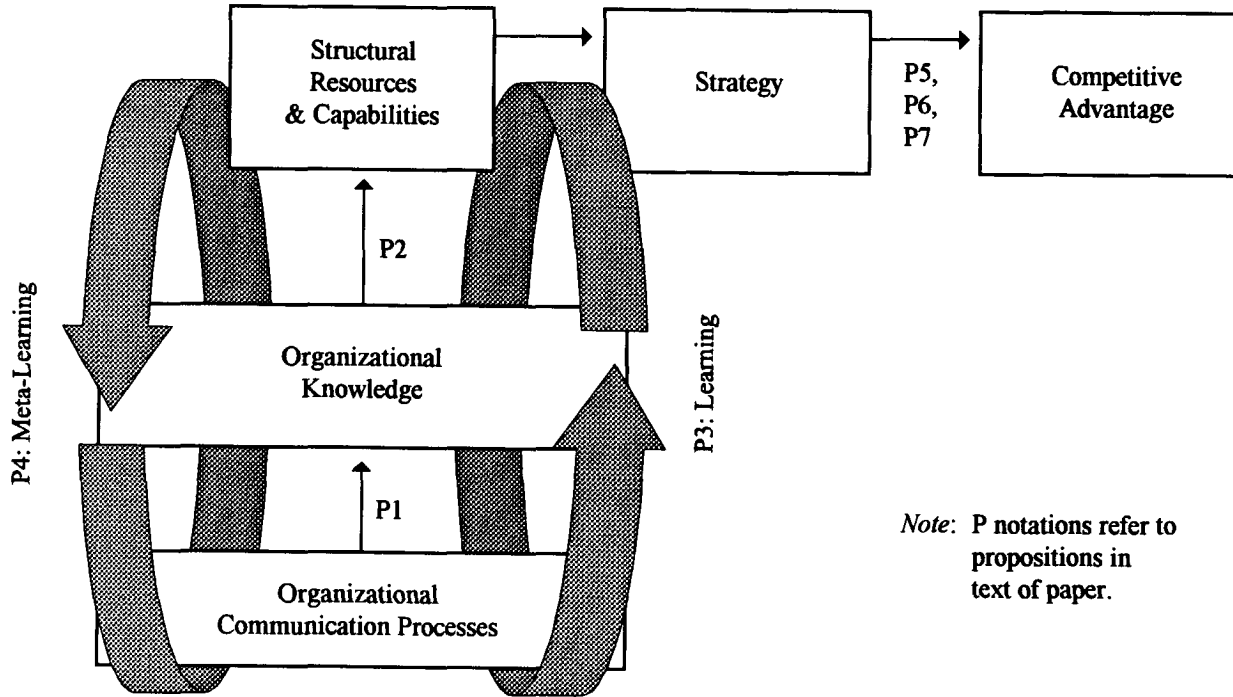 Structural
Resources
& Capabilities
Strategy
P5,
P6,
P7
Competitive
Advantage
P2
P4: Meta-Learning
Organizational
Knowledge
P3: Learning
P1
Organizational
Communication Processes
Note: P notations refer to
propositions in
text of paper.